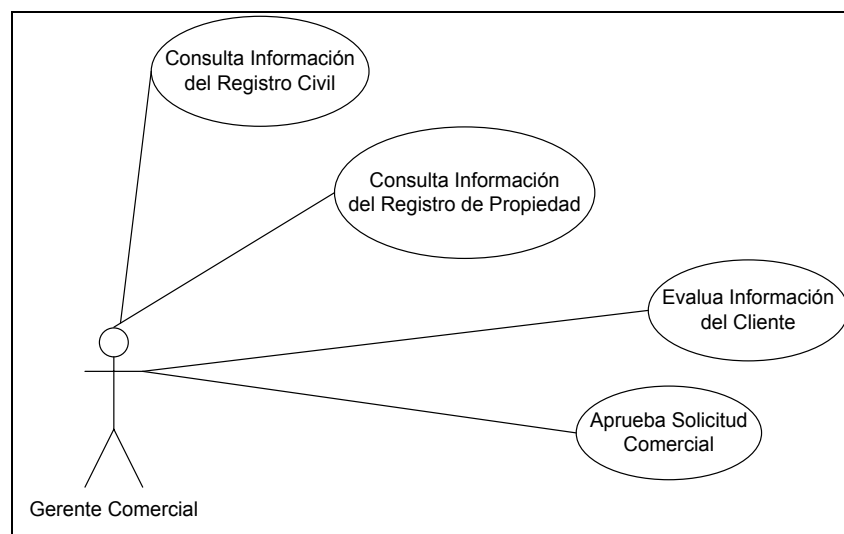 Consulta Información
del Registro Civil
Consulta Información
del Registro de Propiedad
Evalua Información
del Cliente
Aprueba Solicitud
Comercial
Gerente Comercial